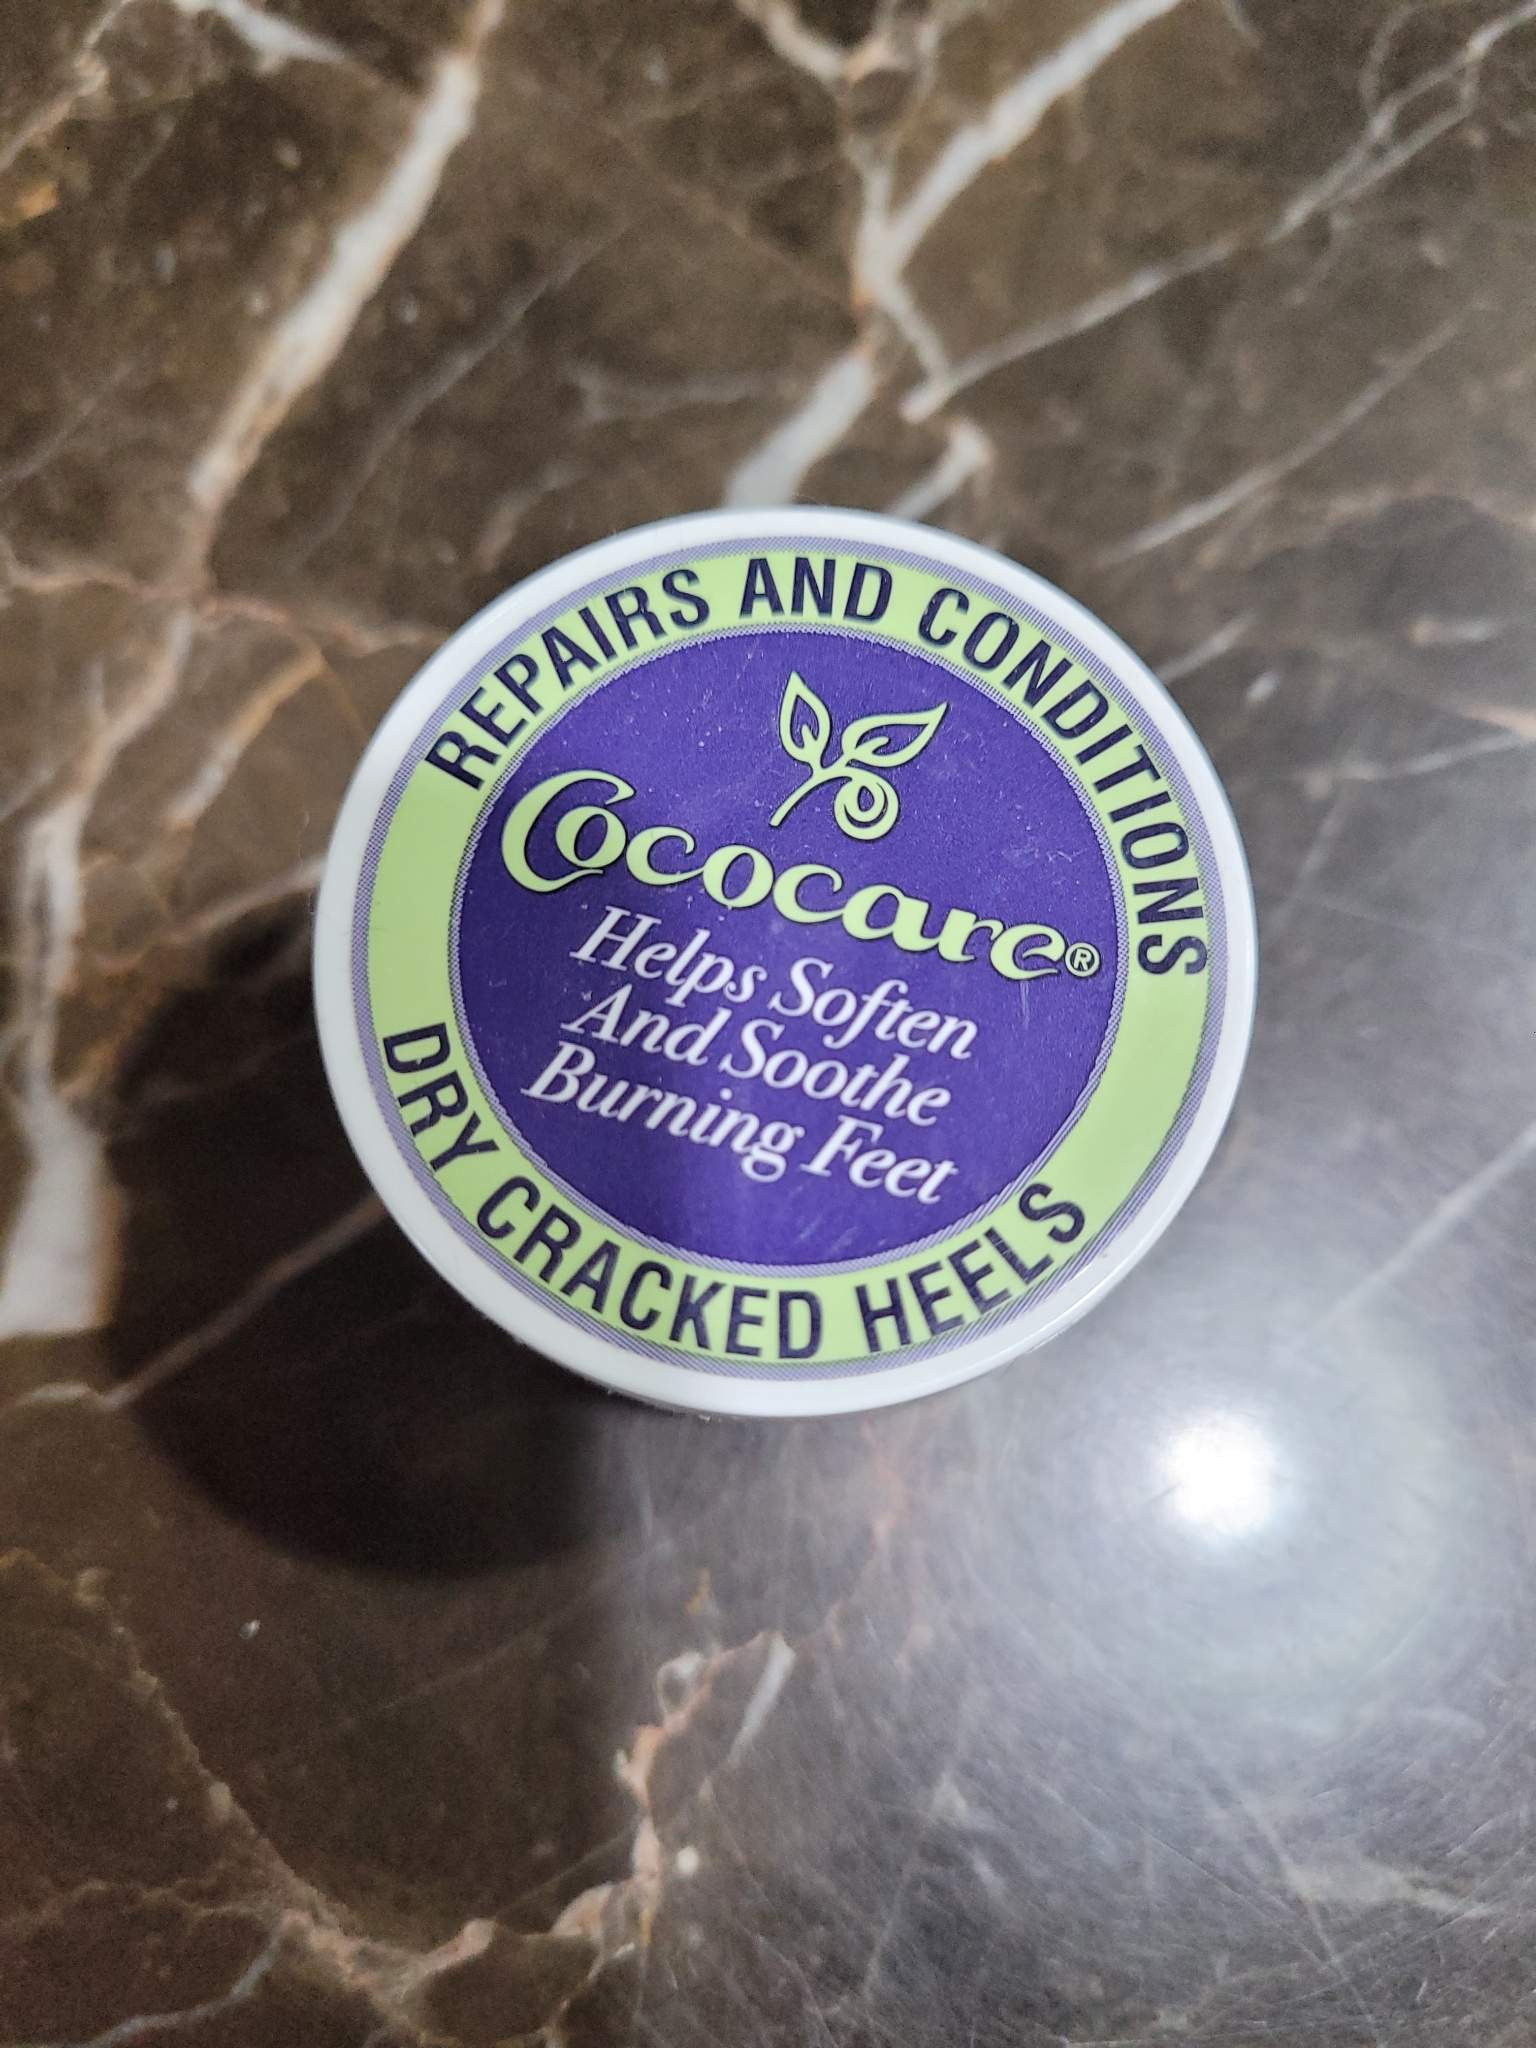 REPAIRS AND CONDITIONS
Cococare®
Helps Soften
And Soothe
Burning Feet
DRY CRACKED HEELS